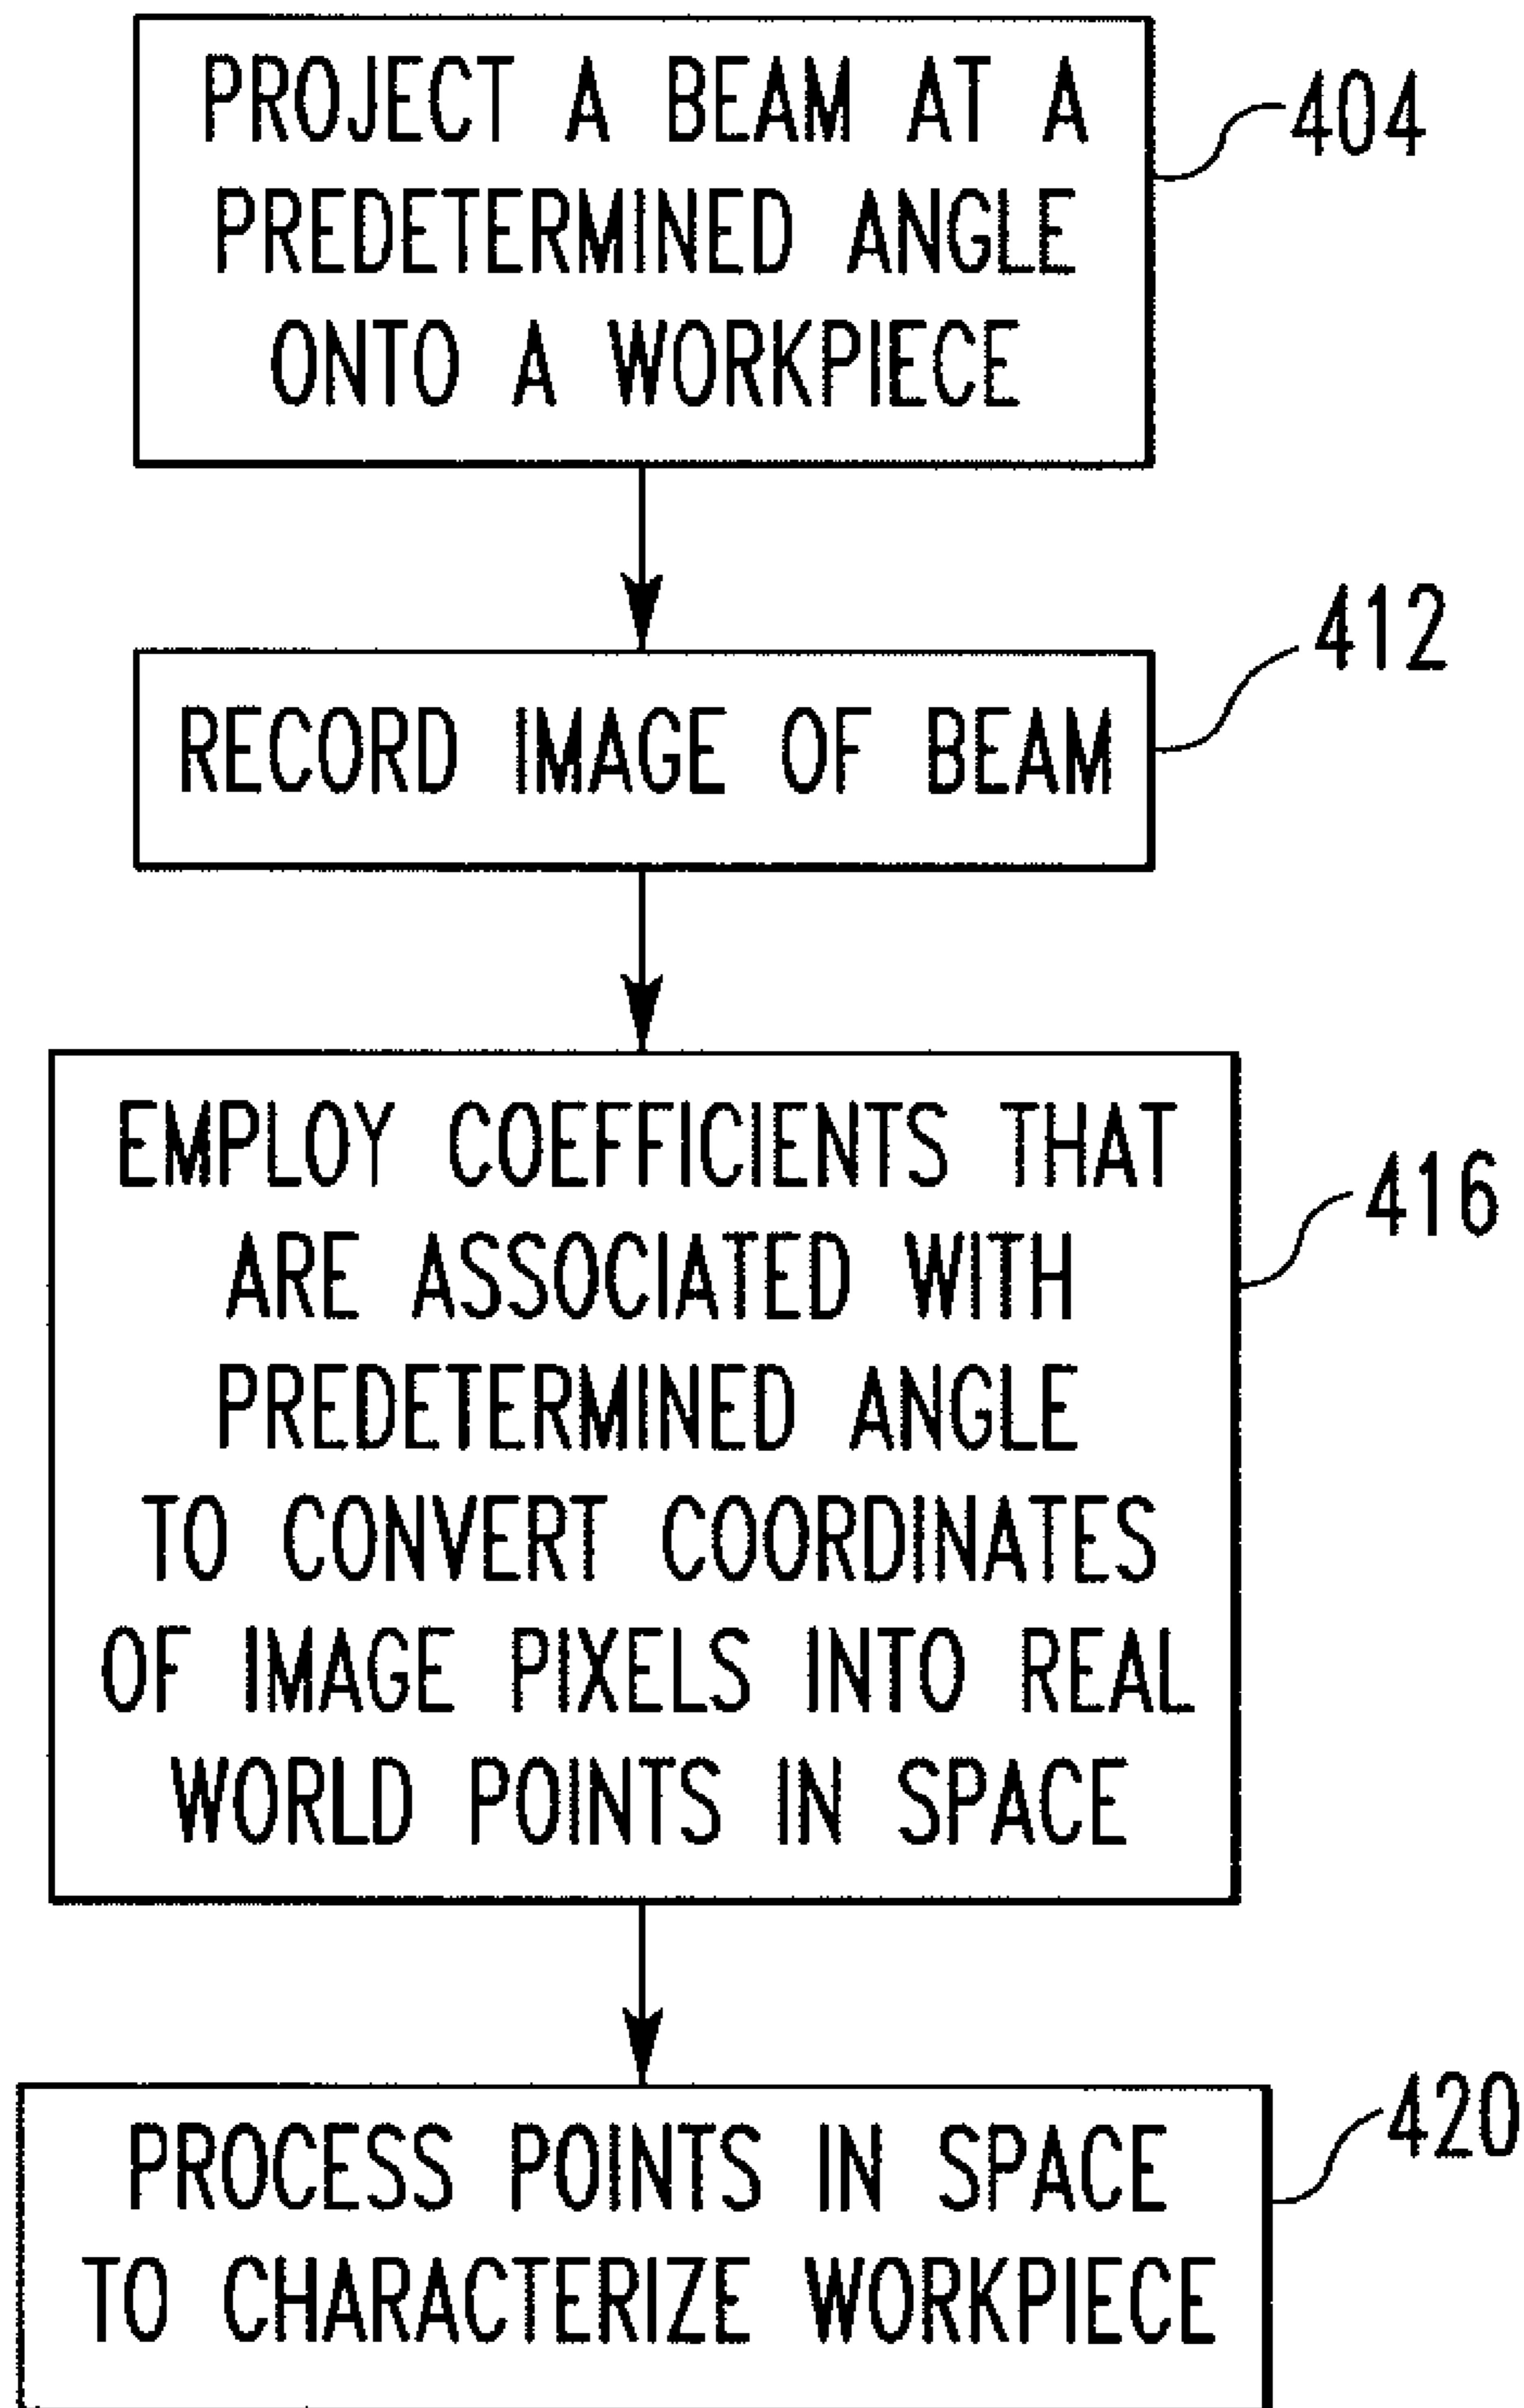 PROJECT A BEAM AT A
PREDETERMINED ANGLE
ONTO A WORKPIECE
404
RECORD IMAGE OF BEAM
412
EMPLOY COEFFICIENTS THAT
ARE ASSOCIATED WITH
PREDETERMINED ANGLE
TO CONVERT COORDINATES
OF IMAGE PIXELS INTO REAL
WORLD POINTS IN SPACE
416
PROCESS POINTS IN SPACE
TO CHARACTERIZE WORKPIECE
420